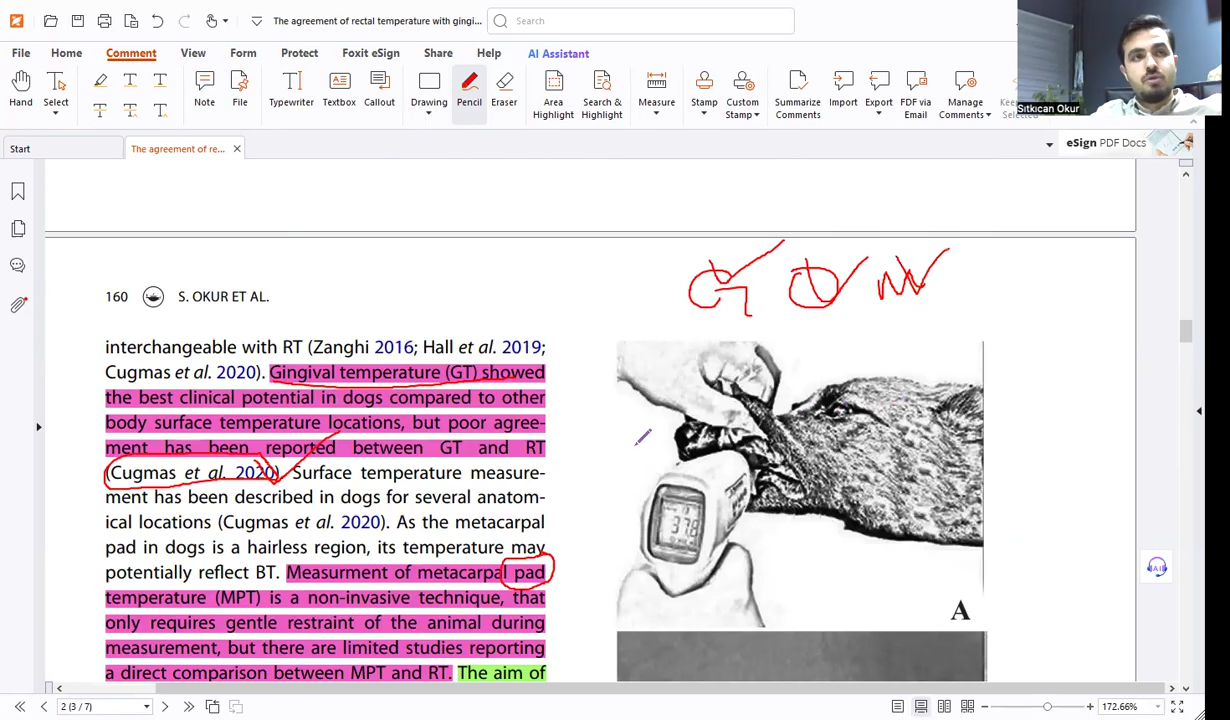 The agreement of rectal temperature with gingi...
Search
File Home Comment View Form Protect Foxit eSign Share Help AI Assistant
Hand Select Note File Typewriter Textbox Callout Drawing Pencil Eraser Area Highlight Search & Highlight Measure Stamp Custom Stamp Summarize Comments Import Export FDF via Email Manage Comments
Sıtkıcan Okur
Start
The agreement of re...
eSign PDF Docs
160 S. OKUR ET AL.
interchangeable with RT (Zanghi 2016; Hall et al. 2019;
Cugmas et al. 2020). Gingival temperature (GT) showed
the best clinical potential in dogs compared to other
body surface temperature locations, but poor agree-
ment has been reported between GT and RT
(Cugmas et al. 2020). Surface temperature measure-
ment has been described in dogs for several anatom-
ical locations (Cugmas et al. 2020). As the metacarpal
pad in dogs is a hairless region, its temperature may
potentially reflect BT. Measurment of metacarpal pad
temperature (MPT) is a non-invasive technique, that
only requires gentle restraint of the animal during
measurement, but there are limited studies reporting
a direct comparison between MPT and RT. The aim of
37.8
A
2 (3 / 7)
172.66%